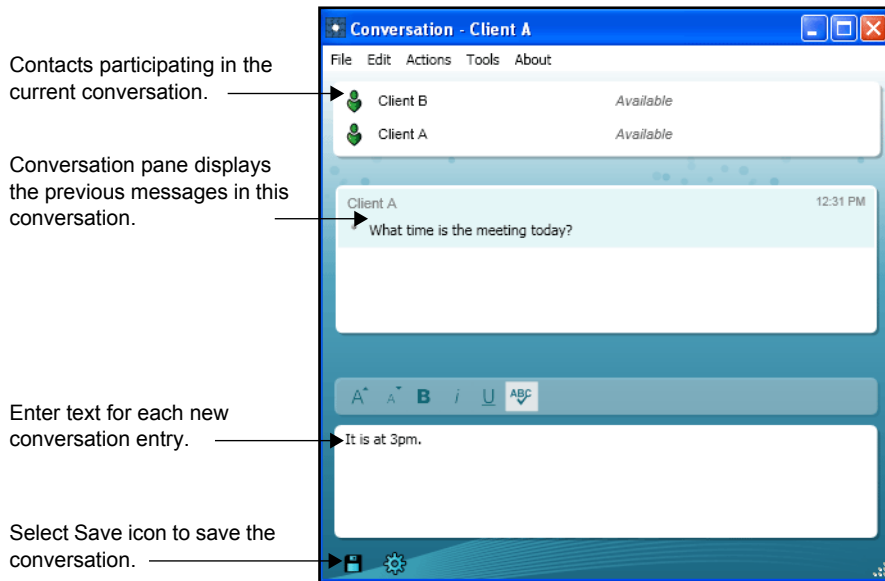 Conversation - Client A
File Edit Actions Tools About
Contacts participating in the
current conversation.
Client B Available
Client A Available
Conversation pane displays
the previous messages in this
conversation.
Client A 12:31 PM
What time is the meeting today?
A A B i U ABC
Enter text for each new
conversation entry.
It is at 3pm.
Select Save icon to save the
conversation.